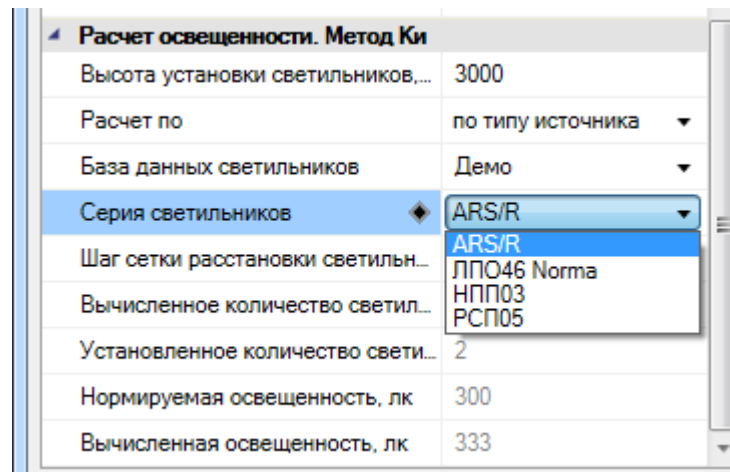 Расчет освещенности. Метод Ки
Высота установки светильников,... 3000
Расчет по по типу источника
База данных светильников Демо
Серия светильников ARS/R
ARS/R
ЛПО46 Norma
НПП03
РСП05
Шаг сетки расстановки светильн...
Вычисленное количество светил...
Установленное количество свети... 2
Нормируемая освещенность, лк 300
Вычисленная освещенность, лк 333